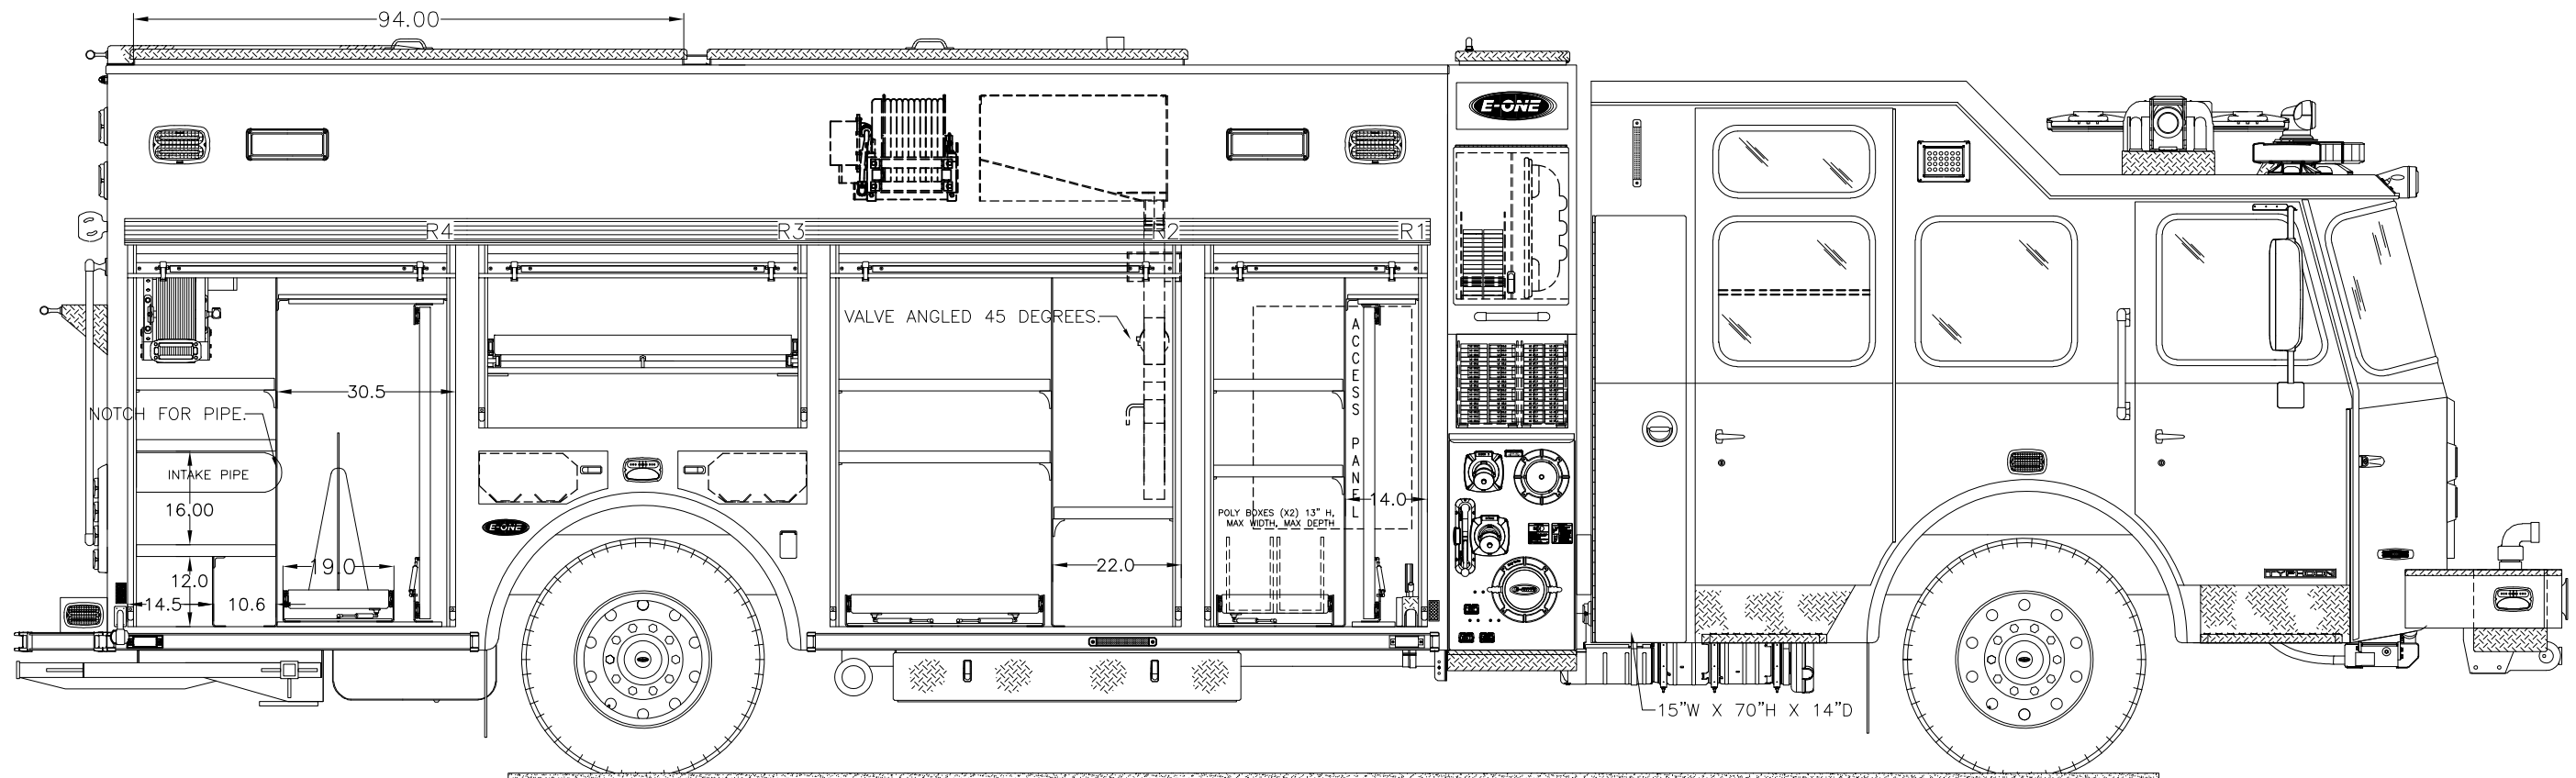 94.00
E-ONE
R4
R3
R2
R1
VALVE ANGLED 45 DEGREES.
ACCESS PANEL
30.5
NOTCH FOR PIPE.
INTAKE PIPE
16.00
14.0
POLY BOXES (X2) 13" H,
MAX WIDTH, MAX DEPTH
E-ONE
19.0
12.0
22.0
14.5
10.6
TYPHOON
15"W X 70"H X 14"D